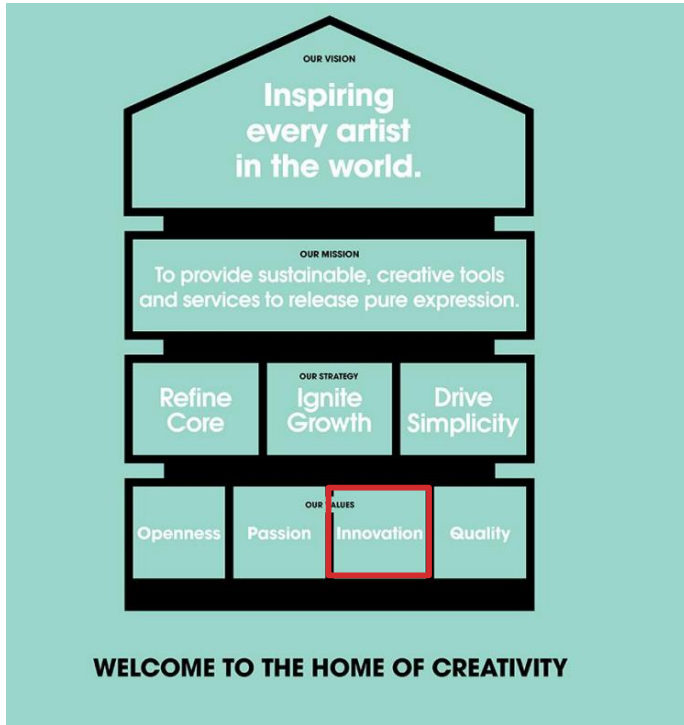 OUR VISION
Inspiring
every artist
in the world.
OUR MISSION
To provide sustainable, creative tools
and services to release pure expression.
OUR STRATEGY
Refine
Core
Ignite
Growth
Drive
Simplicity
OUR VALUES
Openness
Passion
Innovation
Quality
WELCOME TO THE HOME OF CREATIVITY